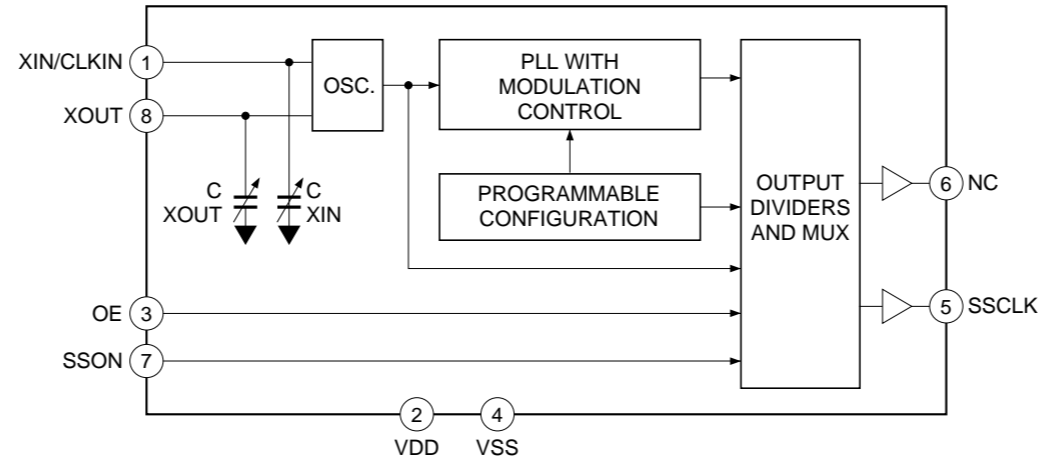 XIN/CLKIN 1
XOUT 8
OSC.
PLL WITH
MODULATION
CONTROL
C
XOUT
C
XIN
PROGRAMMABLE
CONFIGURATION
OUTPUT
DIVIDERS
AND MUX
6 NC
5 SSCLK
OE 3
SSON 7
2
VDD
4
VSS